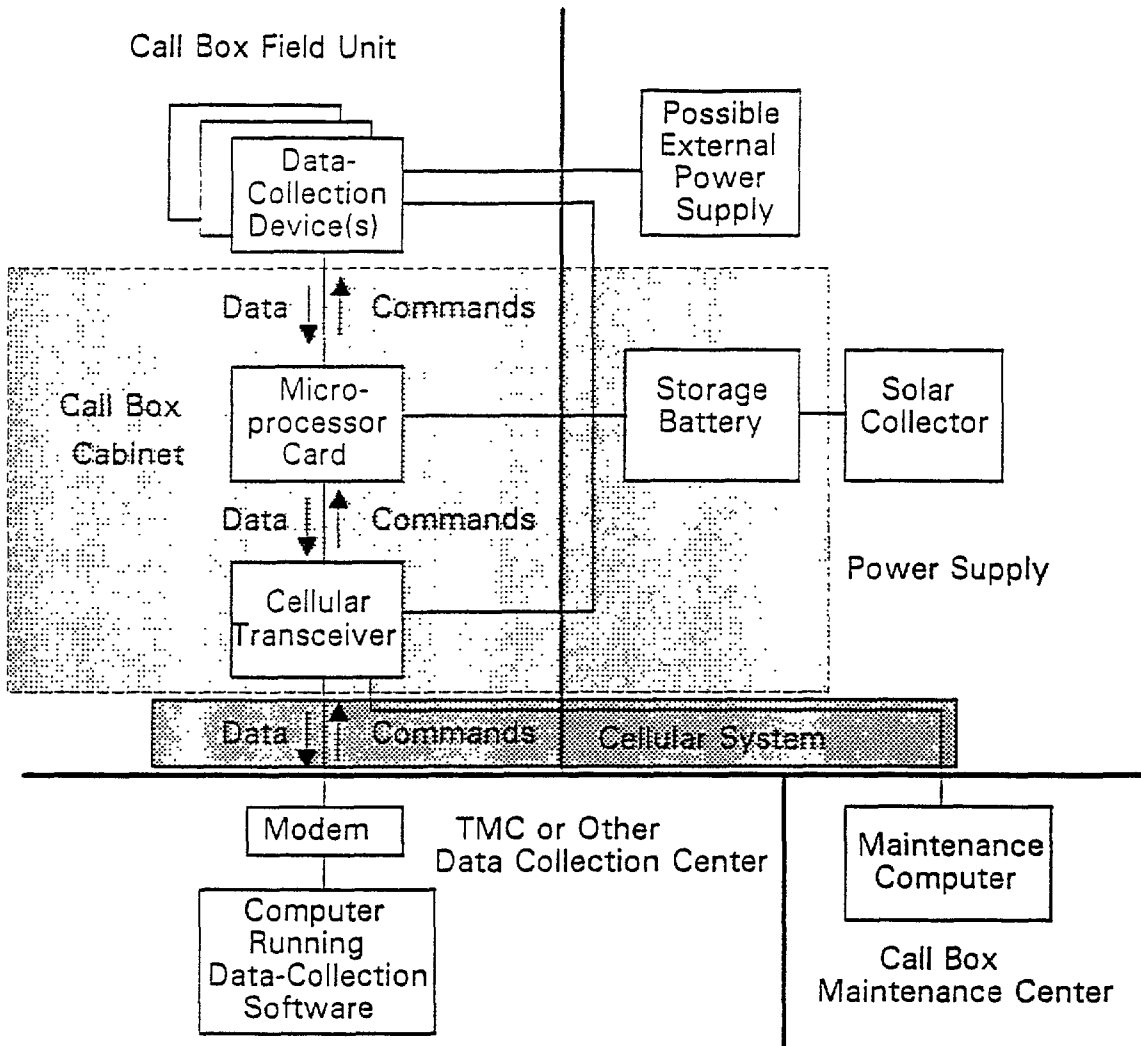 Call Box Field Unit
Data-
Collection
Device(s)
Possible
External
Power
Supply
Data
Commands
Call Box
Cabinet
Micro-
processor
Card
Storage
Battery
Solar
Collector
Data
Commands
Cellular
Transceiver
Power Supply
Data
Commands
Cellular System
Modem
TMC or Other
Data Collection Center
Maintenance
Computer
Computer
Running
Data-Collection
Software
Call Box
Maintenance Center